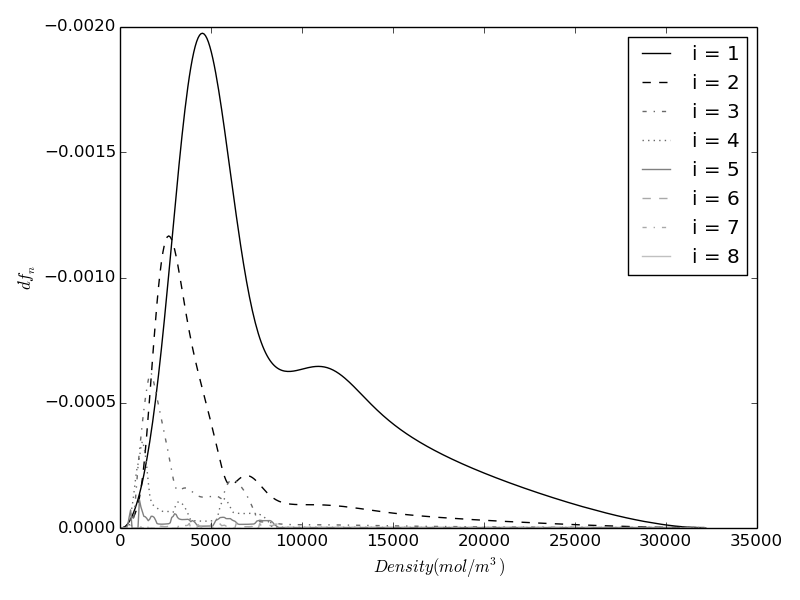 −0.0020
−0.0015
−0.0010
−0.0005
0.0000
df_n
0 5000 10000 15000 20000 25000 30000 35000
Density(mol/m³)
i = 1
i = 2
i = 3
i = 4
i = 5
i = 6
i = 7
i = 8